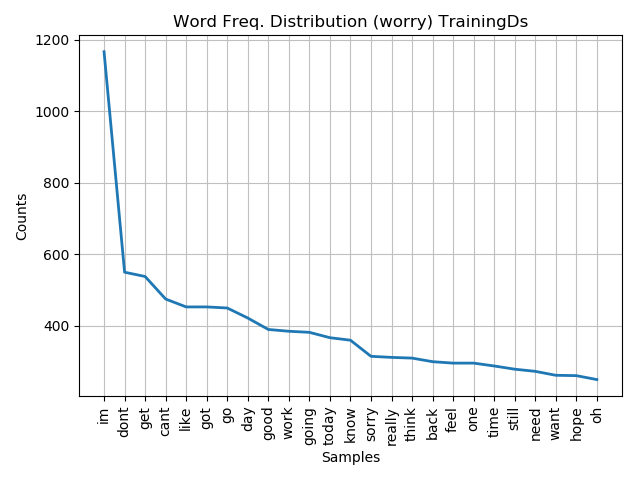 Word Freq. Distribution (worry) TrainingDs
1200
1000
800
600
400
Counts
im
dont
get
cant
like
got
go
day
good
work
going
today
know
sorry
really
think
back
feel
one
time
still
need
want
hope
oh
Samples